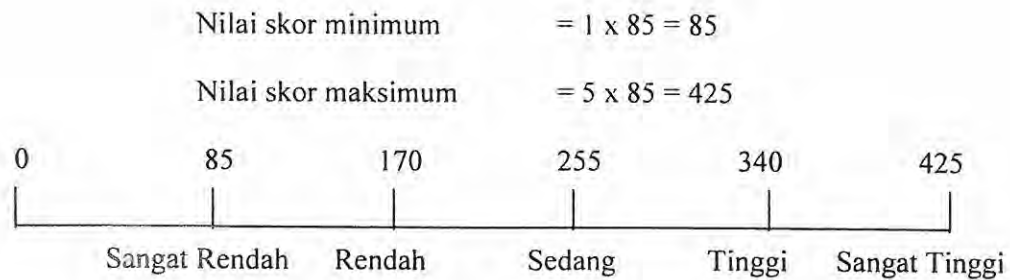 Nilai skor minimum = 1 x 85 = 85
Nilai skor maksimum = 5 x 85 = 425
0 85 170 255 340 425
Sangat Rendah Rendah Sedang Tinggi Sangat Tinggi